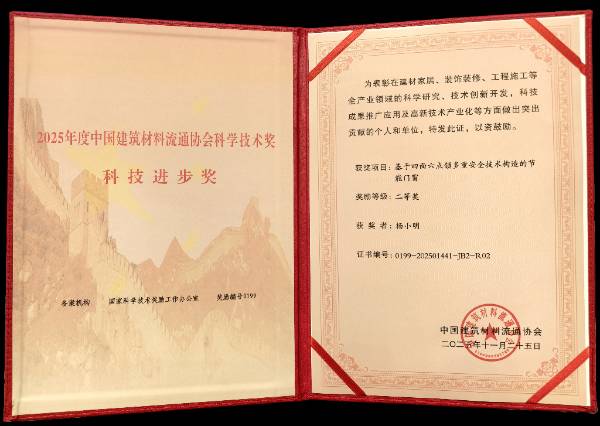 2025年度中国建筑材料流通协会科学技术奖
科技进步奖
备案机构 国家科学技术奖励工作办公室 奖励编号0199
为表彰在建材家居、装饰装修、工程施工等
全产业领域的科学研究、技术创新开发，科技
成果推广应用及高新技术产业化等方面做出突出
贡献的个人和单位，特发此证，以资鼓励。
获奖项目：基于四面六点锁多重安全技术构造的节
能门窗
奖励等级：二等奖
获奖者：杨小明
证书编号：0199-202501441-JB2-R02
中国建筑材料流通协会
二〇二五年十一月二十五日